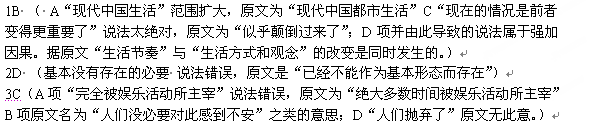 1B·（· A“现代中国生活”范围扩大，原文为“现代中国都市生活”C“现在的情况是前者
变得更重要了”说法太绝对，原文为“似乎颠倒过来了”；D 项并由此导致的说法属于强加
因果。据原文“生活节奏”与“生活方式和观念”的改变是同时发生的。）
2D·（基本没有存在的必要·说法错误，原文是“已经不能作为基本形态而存在”）
3C（A 项“完全被娱乐活动所主宰”说法错误，原文为“绝大多数时间被娱乐活动所主宰”
B 项原文名为“人们没必要对此感到不安”之类的意思；D“人们抛弃了”原文无此意。）